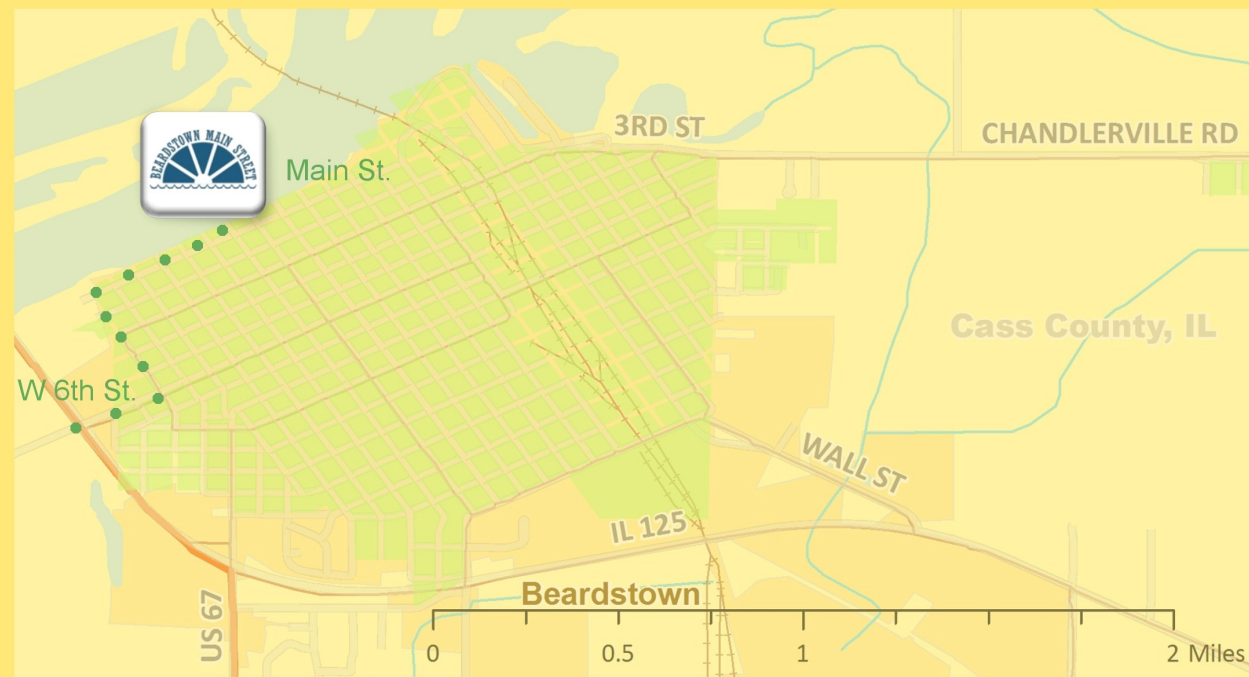 BEARDSTOWN MAIN STREET
3RD ST
CHANDLERVILLE RD
Main St.
Cass County, IL
W 6th St.
WALL ST
IL 125
Beardstown
US 67
0 0.5 1 2 Miles